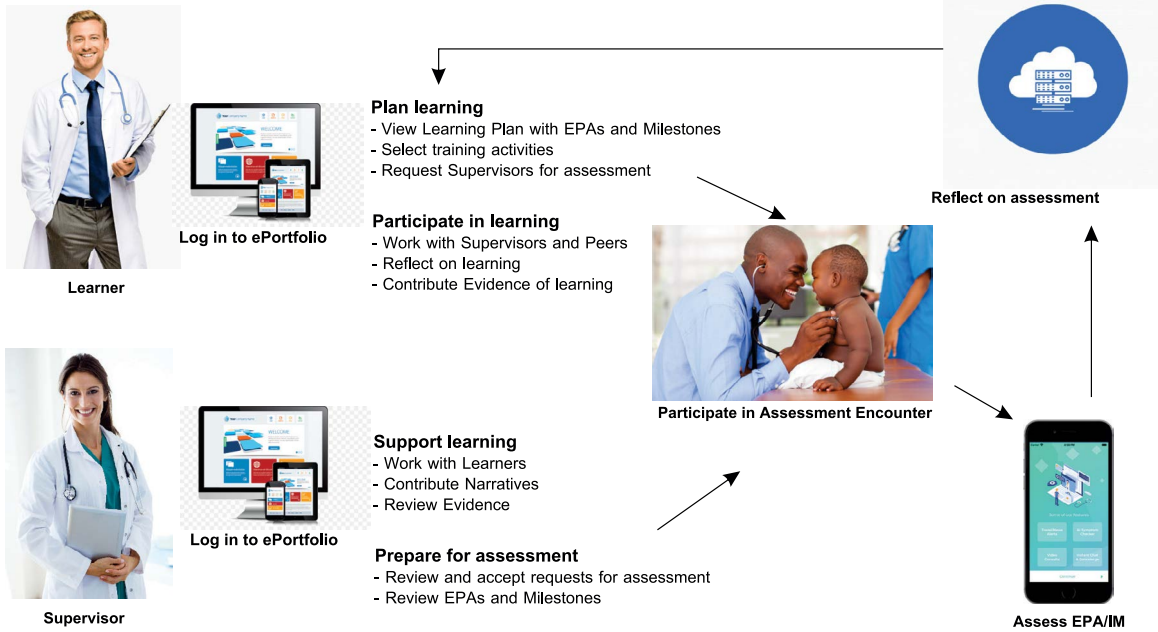 Plan learning
- View Learning Plan with EPAs and Milestones
- Select training activities
- Request Supervisors for assessment
Reflect on assessment
Participate in learning
- Work with Supervisors and Peers
- Reflect on learning
- Contribute Evidence of learning
WELCOME
Log in to ePortfolio
Learner
Participate in Assessment Encounter
Support learning
- Work with Learners
- Contribute Narratives
- Review Evidence
WELCOME
Log in to ePortfolio
Prepare for assessment
- Review and accept requests for assessment
- Review EPAs and Milestones
Supervisor
Assess EPA/IM